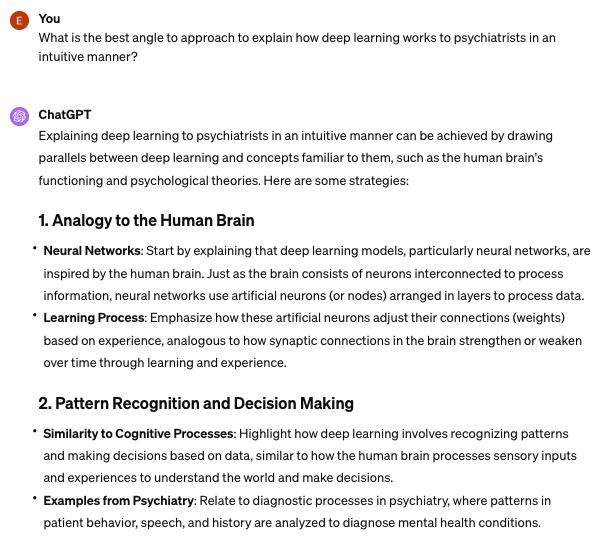 E
You
What is the best angle to approach to explain how deep learning works to psychiatrists in an
intuitive manner?
ChatGPT
Explaining deep learning to psychiatrists in an intuitive manner can be achieved by drawing
parallels between deep learning and concepts familiar to them, such as the human brain's
functioning and psychological theories. Here are some strategies:
1. Analogy to the Human Brain
• Neural Networks: Start by explaining that deep learning models, particularly neural networks, are
inspired by the human brain. Just as the brain consists of neurons interconnected to process
information, neural networks use artificial neurons (or nodes) arranged in layers to process data.
• Learning Process: Emphasize how these artificial neurons adjust their connections (weights)
based on experience, analogous to how synaptic connections in the brain strengthen or weaken
over time through learning and experience.
2. Pattern Recognition and Decision Making
• Similarity to Cognitive Processes: Highlight how deep learning involves recognizing patterns
and making decisions based on data, similar to how the human brain processes sensory inputs
and experiences to understand the world and make decisions.
• Examples from Psychiatry: Relate to diagnostic processes in psychiatry, where patterns in
patient behavior, speech, and history are analyzed to diagnose mental health conditions.